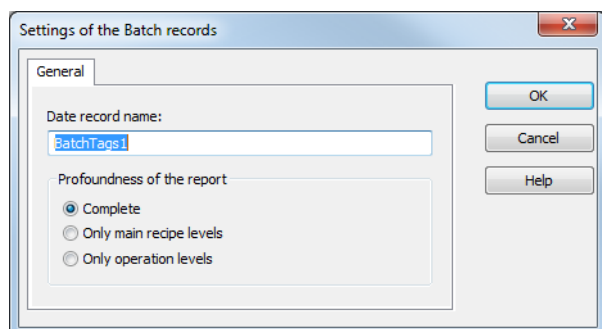 Settings of the Batch records
General
Date record name:
BatchTags1
Profoundness of the report
Complete
Only main recipe levels
Only operation levels
OK
Cancel
Help